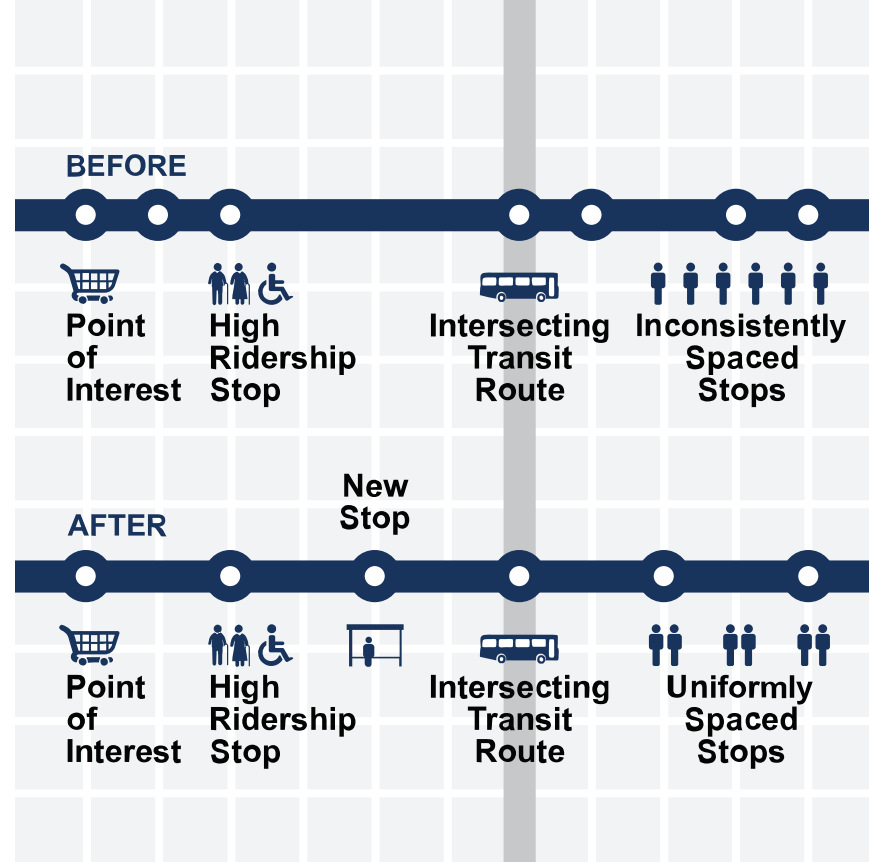 BEFORE
Point
of
Interest
High
Ridership
Stop
Intersecting
Transit
Route
Inconsistently
Spaced
Stops
New
Stop
AFTER
Point
of
Interest
High
Ridership
Stop
Intersecting
Transit
Route
Uniformly
Spaced
Stops